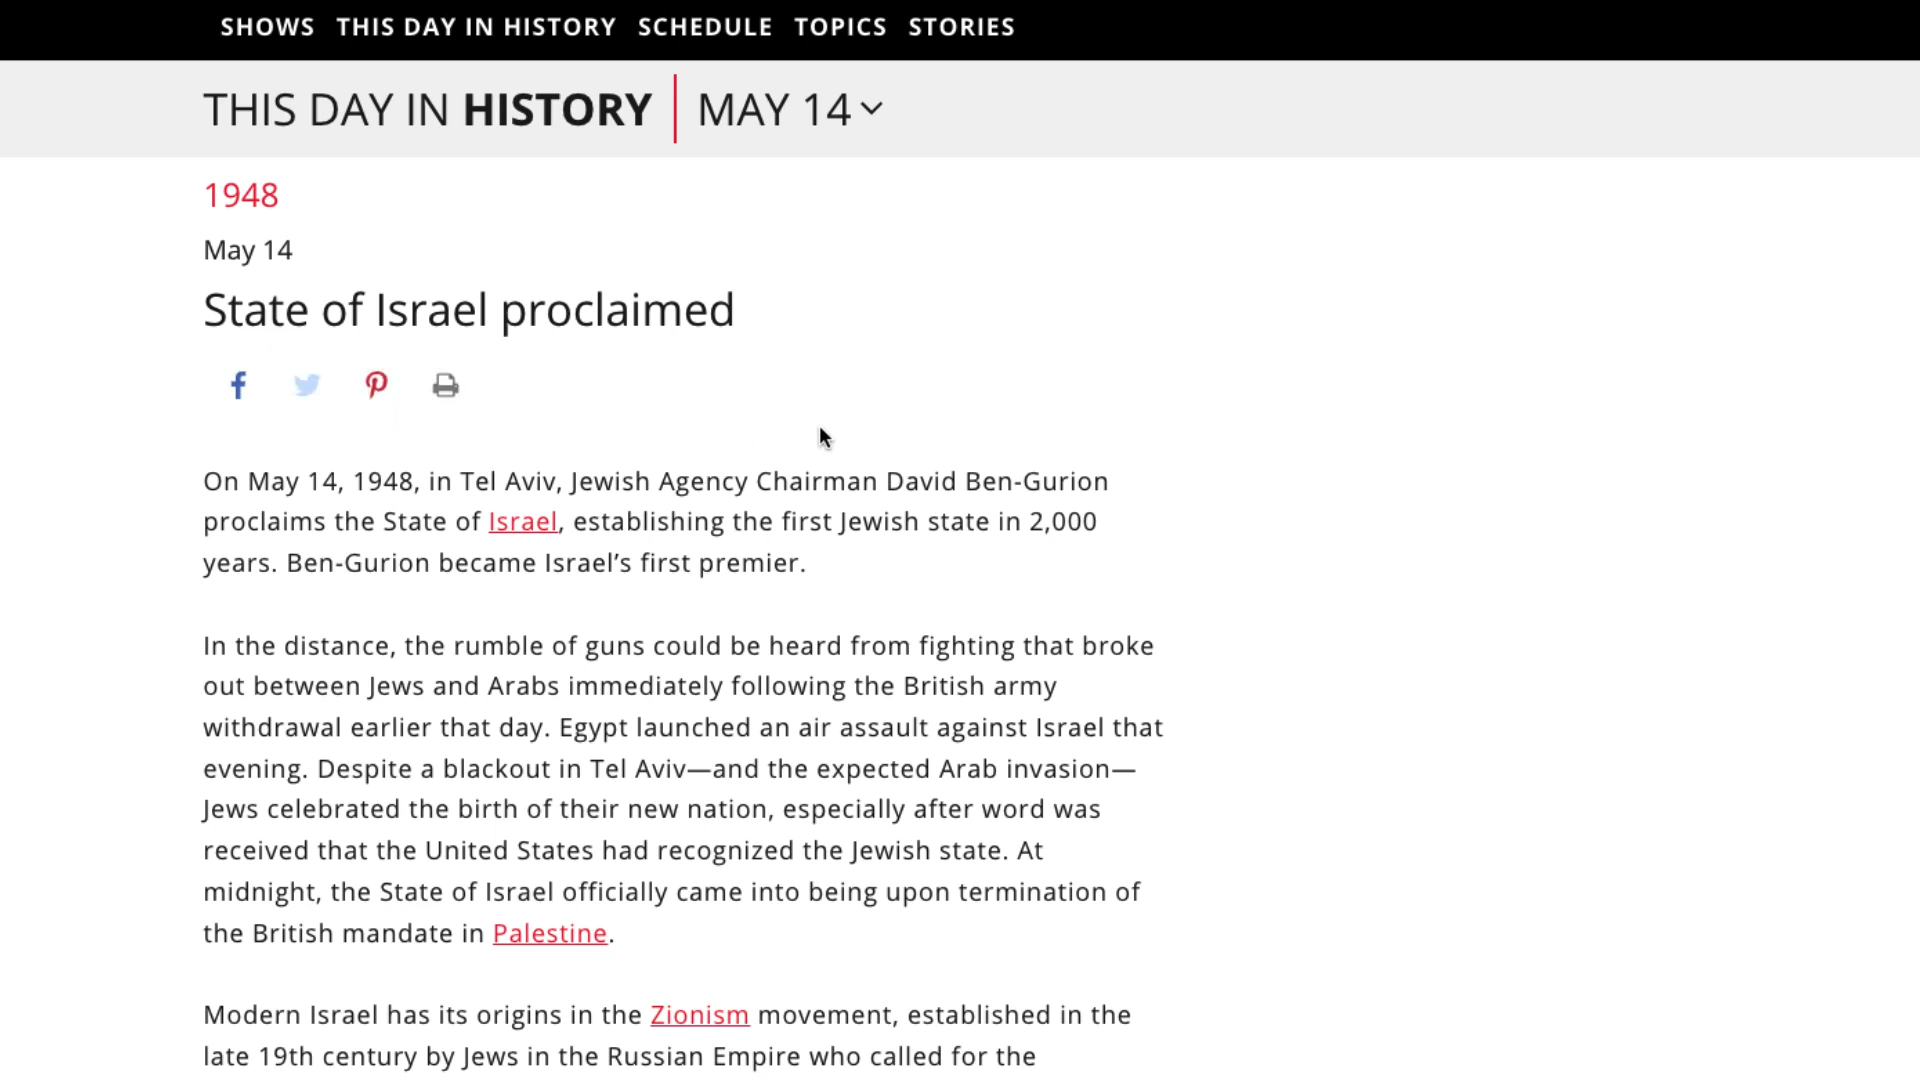 SHOWS THIS DAY IN HISTORY SCHEDULE TOPICS STORIES
THIS DAY IN HISTORY MAY 14
1948
May 14
State of Israel proclaimed
On May 14, 1948, in Tel Aviv, Jewish Agency Chairman David Ben-Gurion
proclaims the State of Israel, establishing the first Jewish state in 2,000
years. Ben-Gurion became Israel’s first premier.
In the distance, the rumble of guns could be heard from fighting that broke
out between Jews and Arabs immediately following the British army
withdrawal earlier that day. Egypt launched an air assault against Israel that
evening. Despite a blackout in Tel Aviv—and the expected Arab invasion—
Jews celebrated the birth of their new nation, especially after word was
received that the United States had recognized the Jewish state. At
midnight, the State of Israel officially came into being upon termination of
the British mandate in Palestine.
Modern Israel has its origins in the Zionism movement, established in the
late 19th century by Jews in the Russian Empire who called for the